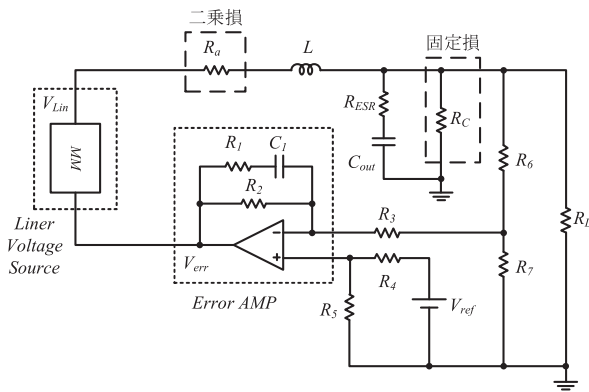 二乗損
R_a
L
固定損
V_Lin
R_ESR
R_C
MM
R_1
C_1
C_out
R_2
R_6
Liner
Voltage
Source
R_3
R_L
V_err
−
+
R_4
R_7
Error AMP
R_5
V_ref